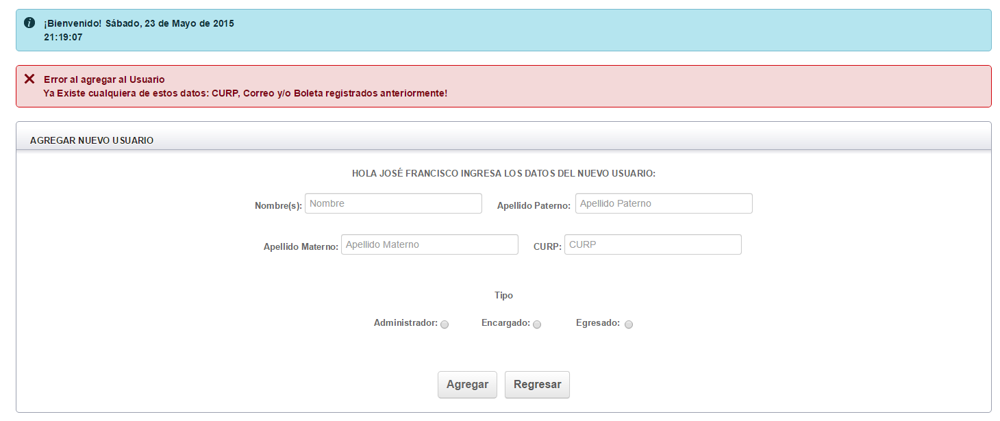 ¡Bienvenido! Sábado, 23 de Mayo de 2015
21:19:07
Error al agregar al Usuario
Ya Existe cualquiera de estos datos: CURP, Correo y/o Boleta registrados anteriormente!
AGREGAR NUEVO USUARIO
HOLA JOSÉ FRANCISCO INGRESA LOS DATOS DEL NUEVO USUARIO:
Nombre(s): Nombre Apellido Paterno: Apellido Paterno
Apellido Materno: Apellido Materno CURP: CURP
Tipo
Administrador: Encargado: Egresado:
Agregar Regresar